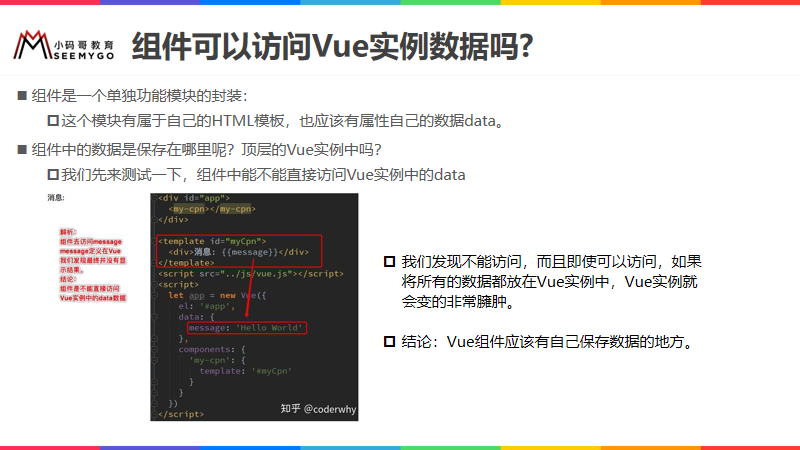 小码哥教育
SEEMYGO
组件可以访问Vue实例数据吗?
组件是一个单独功能模块的封装：
这个模块有属于自己的HTML模板，也应该有属性自己的数据data。
组件中的数据是保存在哪里呢？顶层的Vue实例中吗？
我们先来测试一下，组件中能不能直接访问Vue实例中的data
消息:
解析：
组件去访问message
message定义在Vue
我们发现最终并没有显
示结果。
结论：
组件是不能直接访问
Vue实例中的data数据
<div id="app">
<my-cpn></my-cpn>
</div>
<template id="myCpn">
<div>消息: {{message}}</div>
</template>
<script src="../js/vue.js"></script>
<script>
let app = new Vue({
el: '#app',
data: {
message: 'Hello World'
},
components: {
'my-cpn': {
template: '#myCpn'
}
}
})
</script>
知乎 @coderwhy
我们发现不能访问，而且即使可以访问，如果
将所有的数据都放在Vue实例中，Vue实例就
会变的非常臃肿。
结论：Vue组件应该有自己保存数据的地方。